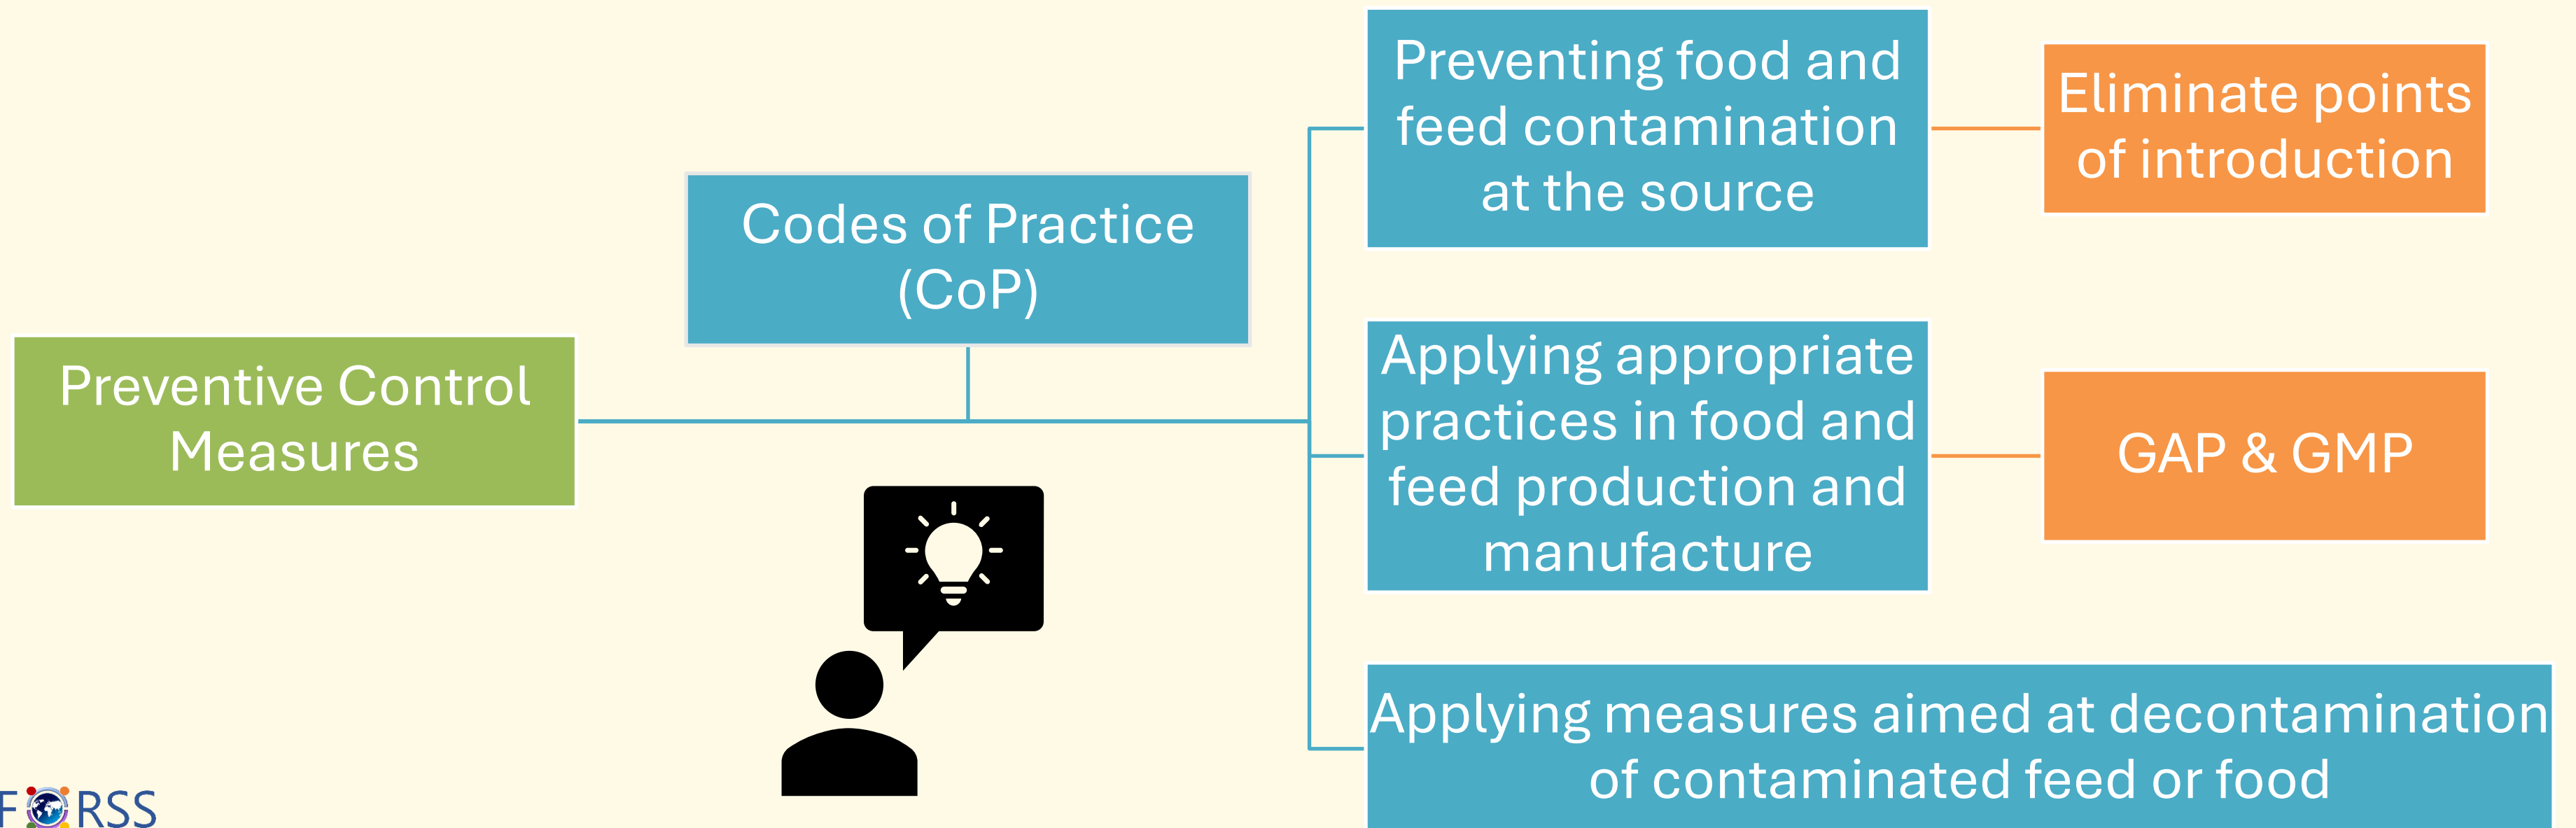 Preventive Control
Measures
Codes of Practice
(CoP)
Preventing food and
feed contamination
at the source
Eliminate points
of introduction
Applying appropriate
practices in food and
feed production and
manufacture
GAP & GMP
Applying measures aimed at decontamination
of contaminated feed or food
FORSS